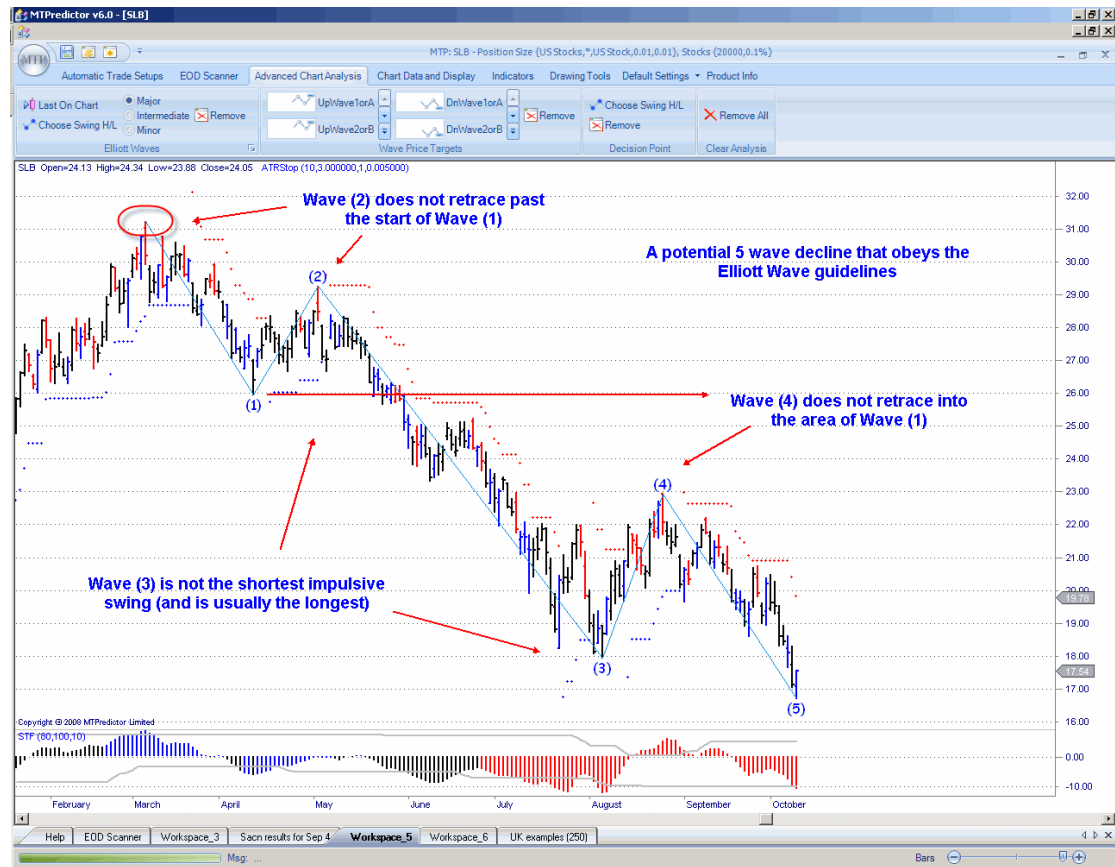 MTPredictor v6.0 - [SLB]
MTP: SLB - Position Size {US Stocks,*,US Stock,0.01,0.01}, Stocks {20000,0.1%}
MTP
Automatic Trade Setups EOD Scanner Advanced Chart Analysis Chart Data and Display Indicators Drawing Tools Default Settings Product Info
Last On Chart
Choose Swing H/L
Major
Intermediate
Minor
Remove
Elliott Waves
UpWave1orA
UpWave2orB
DnWave1orA
DnWave2orB
Remove
Wave Price Targets
Choose Swing H/L
Remove
Decision Point
Remove All
Clear Analysis
SLB Open=24.13 High=24.34 Low=23.88 Close=24.05 ATRStop (10,3.000000,1,0.005000)
Wave (2) does not retrace past
the start of Wave (1)
A potential 5 wave decline that obeys the
Elliott Wave guidelines
(2)
(1)
Wave (4) does not retrace into
the area of Wave (1)
(4)
Wave (3) is not the shortest impulsive
swing (and is usually the longest)
(3)
(5)
32.00
31.00
30.00
29.00
28.00
27.00
26.00
25.00
24.00
23.00
22.00
21.00
20.00
19.78
19.00
18.00
17.54
17.00
16.00
Copyright © 2008 MTPredictor Limited
STF (80,100,10)
0.00
-10.00
February March April May June July August September October
Help EOD Scanner Workspace_3 Sacn results for Sep 4 Workspace_5 Workspace_6 UK examples (250)
Msg: ...
Bars